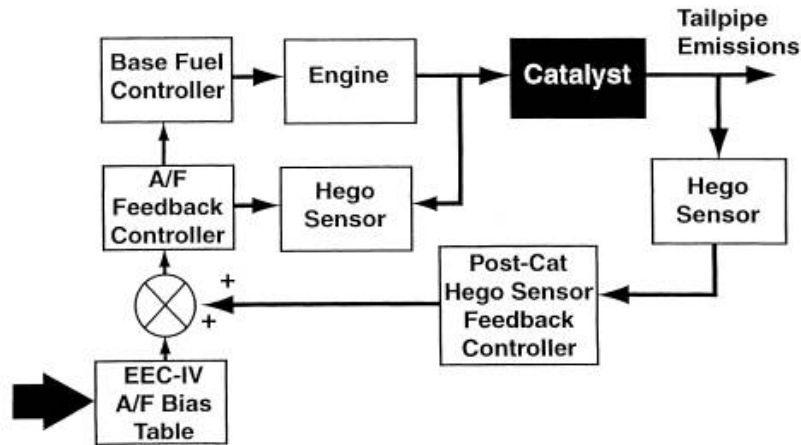 Tailpipe
Emissions
Base Fuel
Controller
Engine
Catalyst
A/F
Feedback
Controller
Hego
Sensor
Hego
Sensor
Post-Cat
Hego Sensor
Feedback
Controller
+
+
EEC-IV
A/F Bias
Table